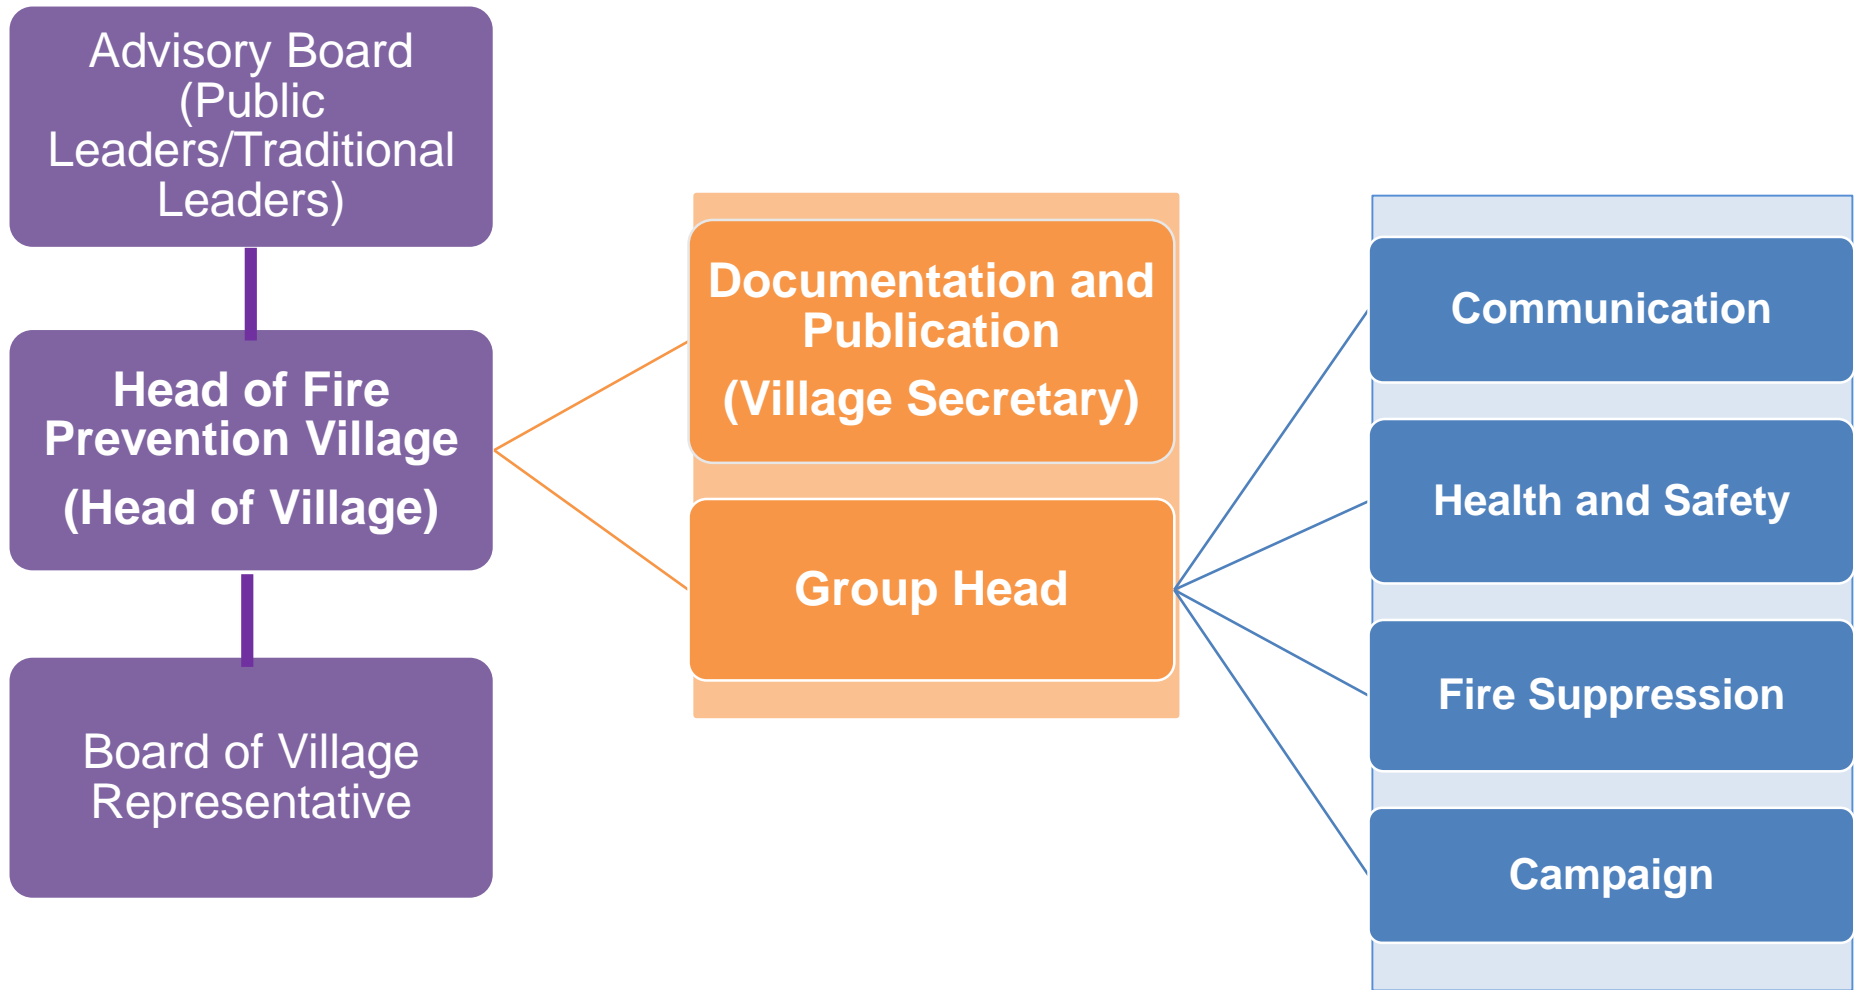 Advisory Board
(Public
Leaders/Traditional
Leaders)
Head of Fire
Prevention Village
(Head of Village)
Board of Village
Representative
Documentation and
Publication
(Village Secretary)
Group Head
Communication
Health and Safety
Fire Suppression
Campaign